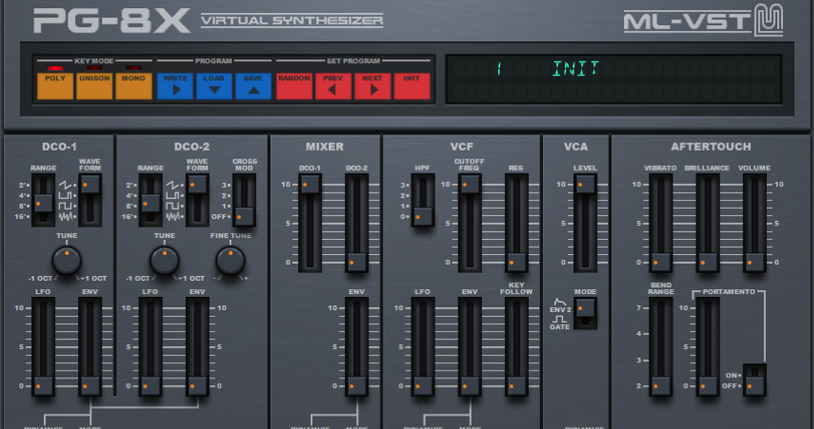 PG-8X VIRTUAL SYNTHESIZER ML-VST
KEY MODE PROGRAM SET PROGRAM
POLY UNISON MONO WRITE LOAD SAVE RANDOM PREV NEXT INIT
1 INIT
DCO-1 DCO-2 MIXER VCF VCA AFTERTOUCH
RANGE WAVE FORM RANGE WAVE FORM CROSS MOD DCO-1 DCO-2 HPF CUTOFF FREQ RES LEVEL VIBRATO BRILLIANCE VOLUME
2' 2' 3 10 3 10 10 10
4' 4' 2 2
8' 8' 1 5 1 5 5 5
16' 16' OFF 0 0 0 0 0
TUNE TUNE FINE TUNE
-1 OCT +1 OCT -1 OCT +1 OCT - +
LFO ENV LFO ENV ENV LFO ENV KEY FOLLOW MODE BEND RANGE PORTAMENTO
10 10 10 10 ENV 2 7 10
GATE
5 5 5 5 4 5
3 ON
0 0 0 0 2 0 OFF